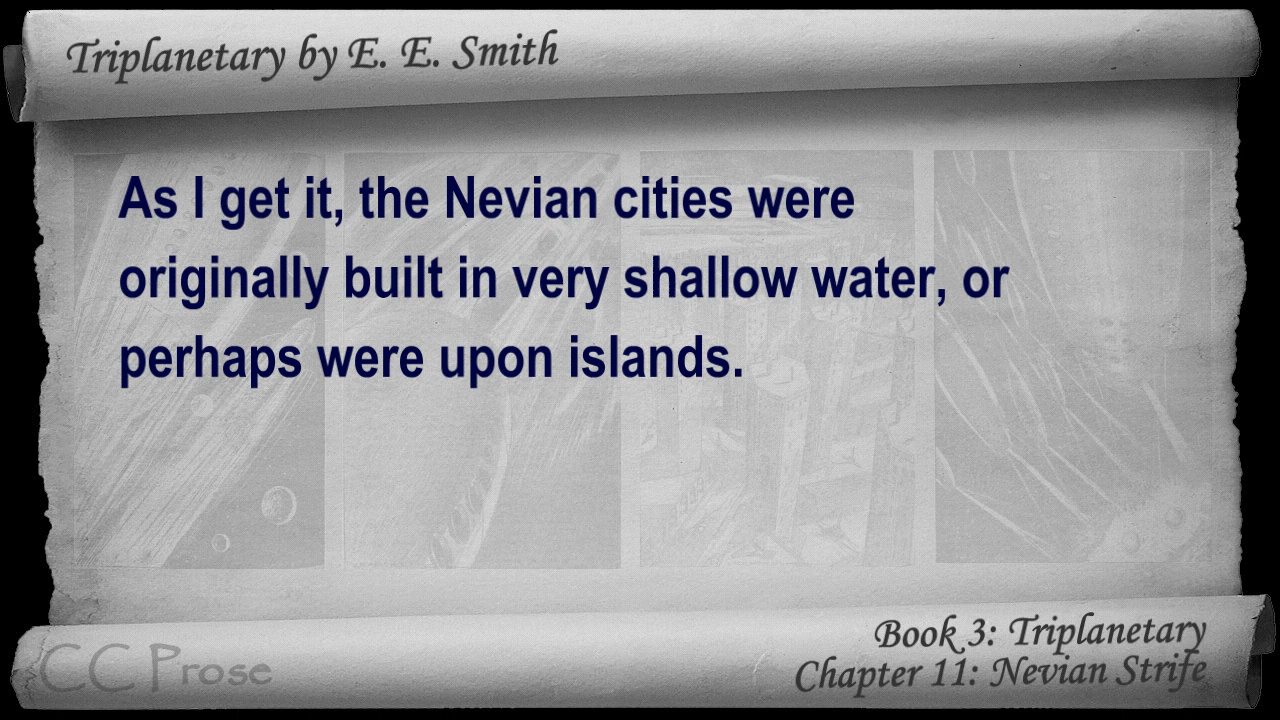 Triplanetary by E. E. Smith
As I get it, the Nevian cities were
originally built in very shallow water, or
perhaps were upon islands.
Book 3: Triplanetary
Chapter 11: Nevian Strife
CC Prose